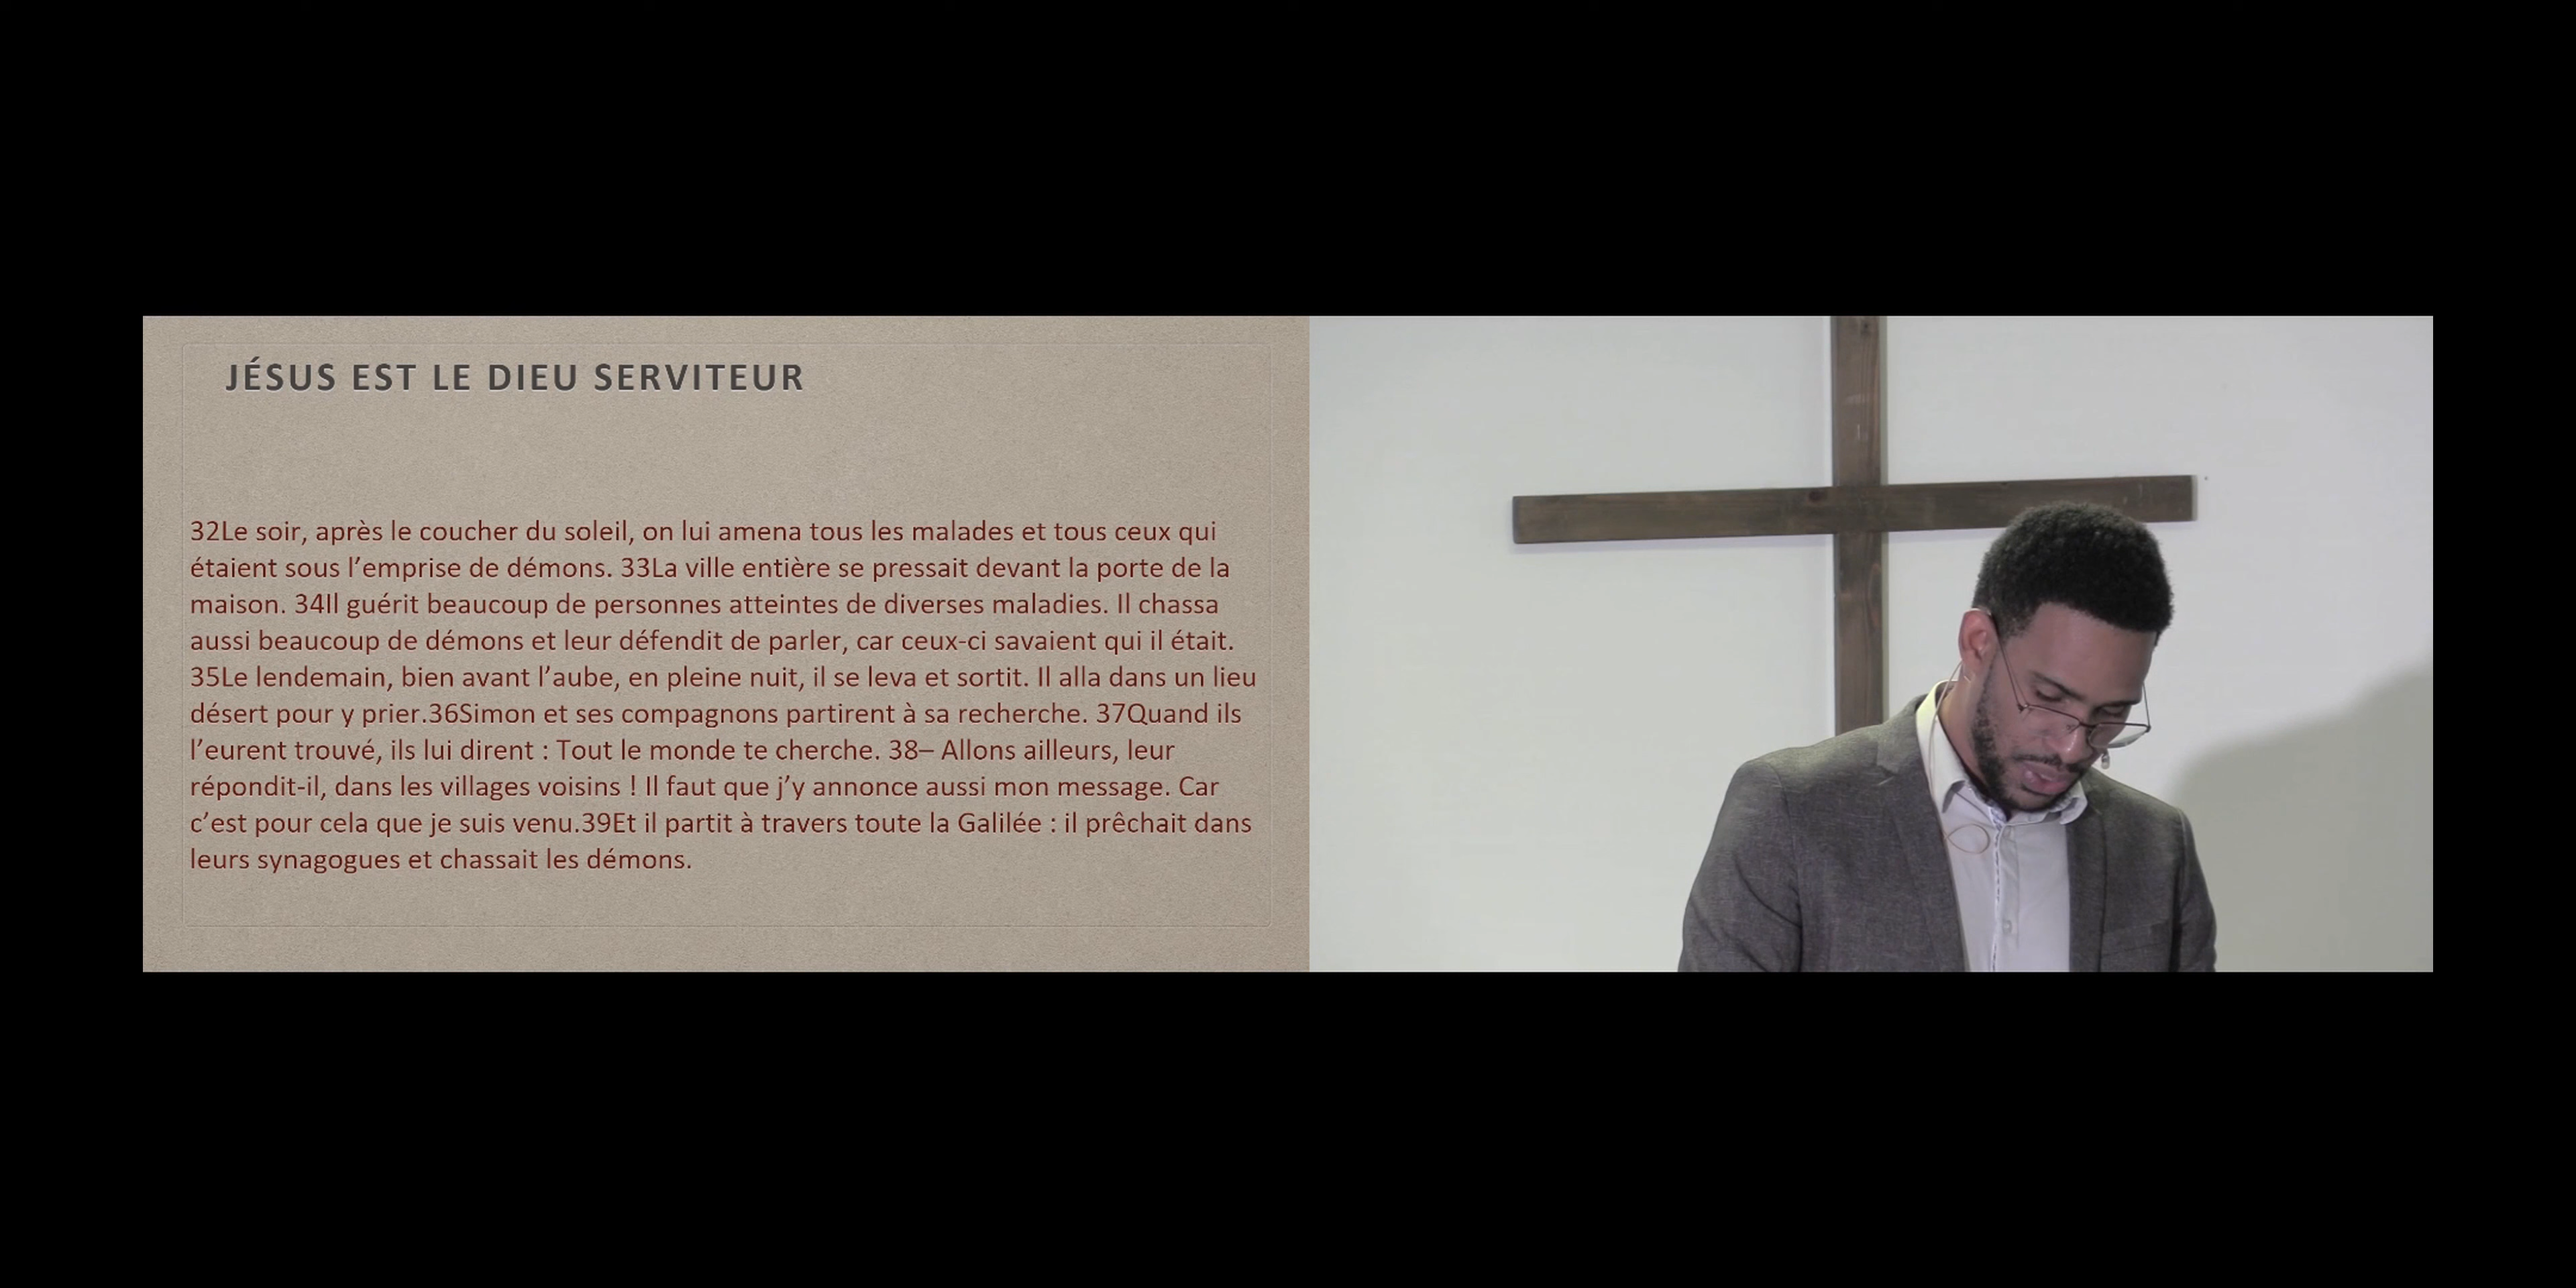 JÉSUS EST LE DIEU SERVITEUR
32Le soir, après le coucher du soleil, on lui amena tous les malades et tous ceux qui
étaient sous l’emprise de démons. 33La ville entière se pressait devant la porte de la
maison. 34Il guérit beaucoup de personnes atteintes de diverses maladies. Il chassa
aussi beaucoup de démons et leur défendit de parler, car ceux-ci savaient qui il était.
35Le lendemain, bien avant l’aube, en pleine nuit, il se leva et sortit. Il alla dans un lieu
désert pour y prier.36Simon et ses compagnons partirent à sa recherche. 37Quand ils
l’eurent trouvé, ils lui dirent : Tout le monde te cherche. 38– Allons ailleurs, leur
répondit-il, dans les villages voisins ! Il faut que j’y annonce aussi mon message. Car
c’est pour cela que je suis venu.39Et il partit à travers toute la Galilée : il prêchait dans
leurs synagogues et chassait les démons.